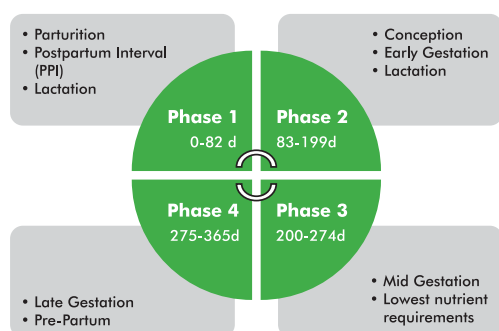 • Parturition
• Postpartum Interval
(PPI)
• Lactation
• Conception
• Early Gestation
• Lactation
Phase 1
0-82 d
Phase 2
83-199d
Phase 4
275-365d
Phase 3
200-274d
• Late Gestation
• Pre-Partum
• Mid Gestation
• Lowest nutrient
requirements